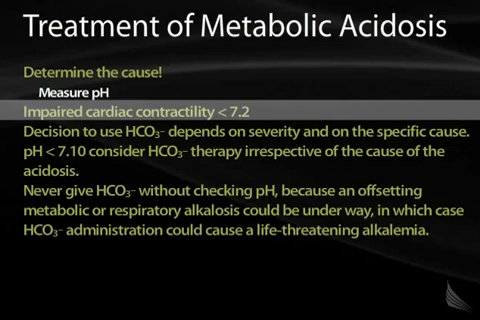 Treatment of Metabolic Acidosis
Determine the cause!
Measure pH
Impaired cardiac contractility < 7.2
Decision to use HCO₃⁻ depends on severity and on the specific cause.
pH < 7.10 consider HCO₃⁻ therapy irrespective of the cause of the
acidosis.
Never give HCO₃⁻ without checking pH, because an offsetting
metabolic or respiratory alkalosis could be under way, in which case
HCO₃⁻ administration could cause a life-threatening alkalemia.